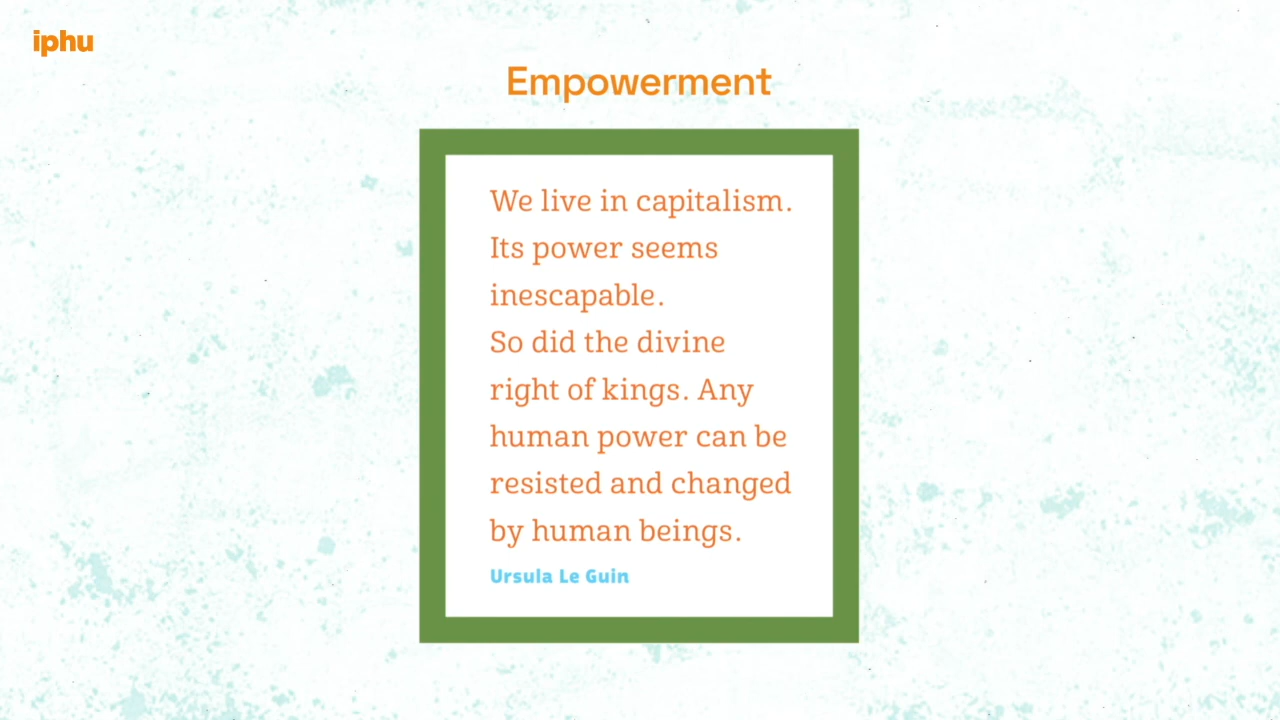 iphu
Empowerment
We live in capitalism.
Its power seems
inescapable.
So did the divine
right of kings. Any
human power can be
resisted and changed
by human beings.
Ursula Le Guin